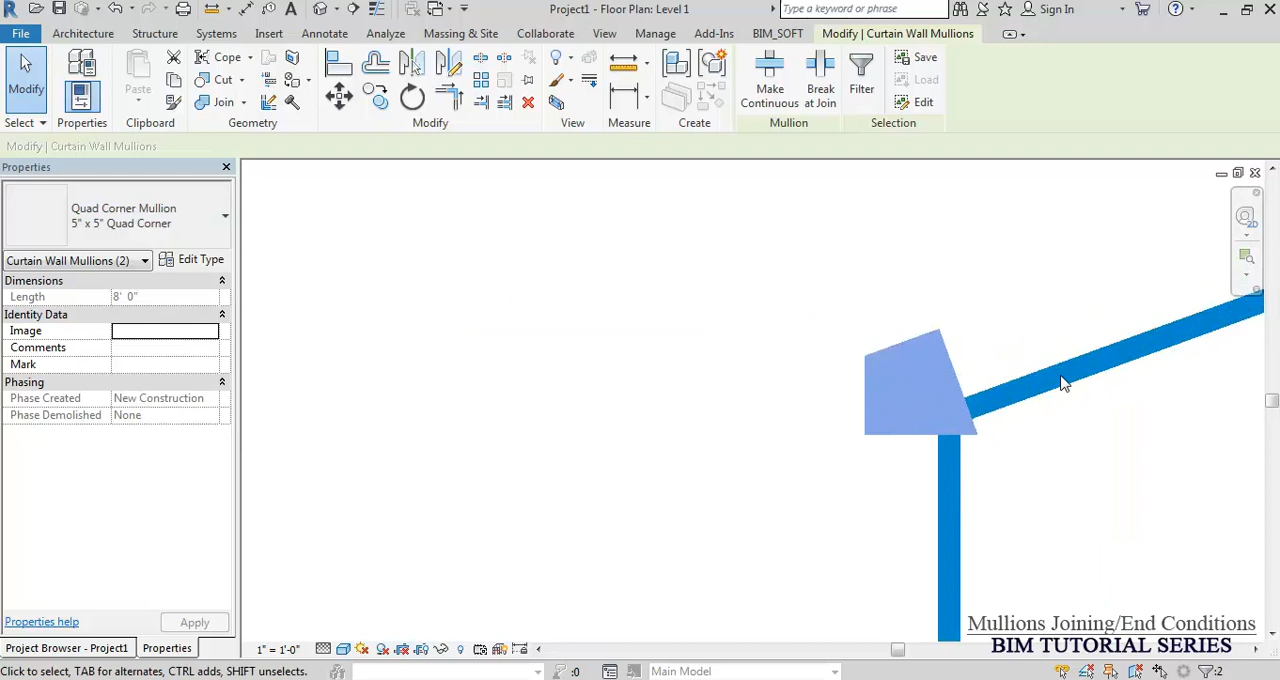 Project1 - Floor Plan: Level 1
Type a keyword or phrase
Sign In
File
Architecture
Structure
Systems
Insert
Annotate
Analyze
Massing & Site
Collaborate
View
Manage
Add-Ins
BIM_SOFT
Modify | Curtain Wall Mullions
Modify
Paste
Cope
Cut
Join
Make Continuous
Break at Join
Filter
Save
Load
Edit
Select
Properties
Clipboard
Geometry
Modify
View
Measure
Create
Mullion
Selection
Modify | Curtain Wall Mullions
Properties
Quad Corner Mullion
5" x 5" Quad Corner
Curtain Wall Mullions (2)
Edit Type
Dimensions
Length 8' 0"
Identity Data
Image
Comments
Mark
Phasing
Phase Created New Construction
Phase Demolished None
2D
Properties help
Apply
Mullions Joining/End Conditions
BIM TUTORIAL SERIES
Project Browser - Project1
Properties
1" = 1'-0"
Click to select, TAB for alternates, CTRL adds, SHIFT unselects.
:0
Main Model
:2